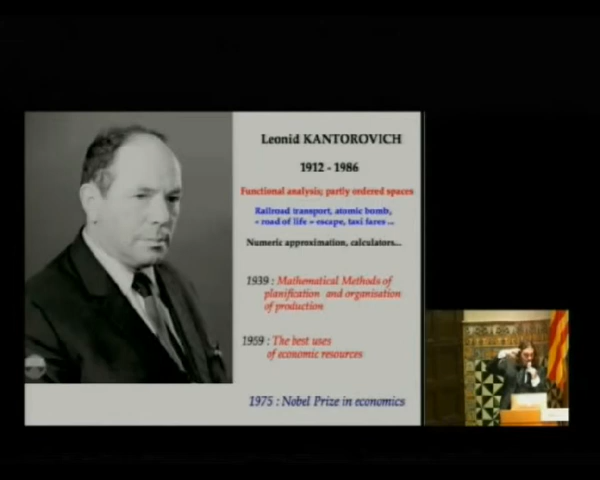 Leonid KANTOROVICH
1912 - 1986
Functional analysis; partly ordered spaces
Railroad transport, atomic bomb,
« road of life » escape, taxi fares ...
Numeric approximation, calculators...
1939 : Mathematical Methods of
planification and organisation
of production
1959 : The best uses
of economic resources
1975 : Nobel Prize in economics